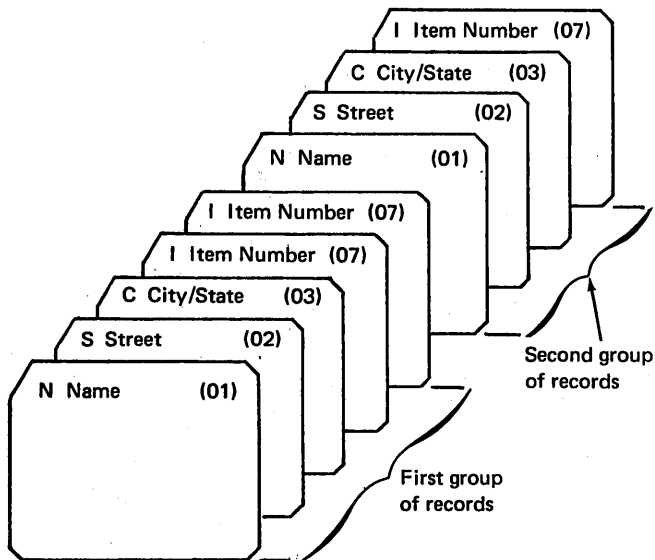 I Item Number (07)
C City/State (03)
S Street (02)
N Name (01)
I Item Number (07)
I Item Number (07)
C City/State (03)
S Street (02)
N Name (01)
Second group
of records
First group
of records